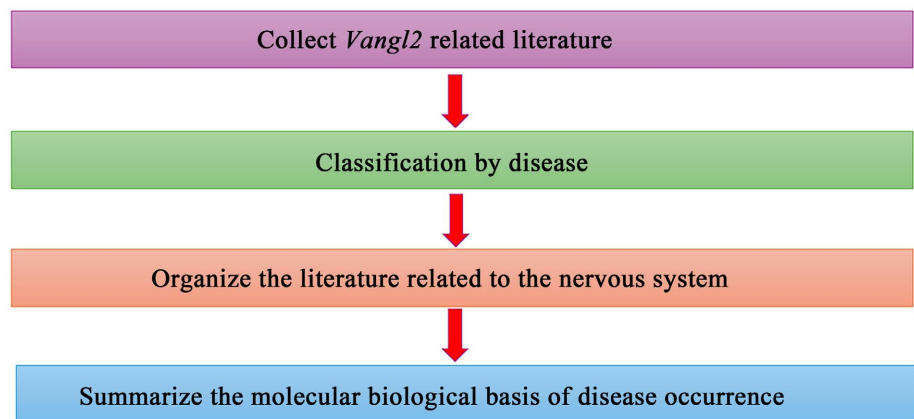 Collect Vangl2 related literature
Classification by disease
Organize the literature related to the nervous system
Summarize the molecular biological basis of disease occurrence